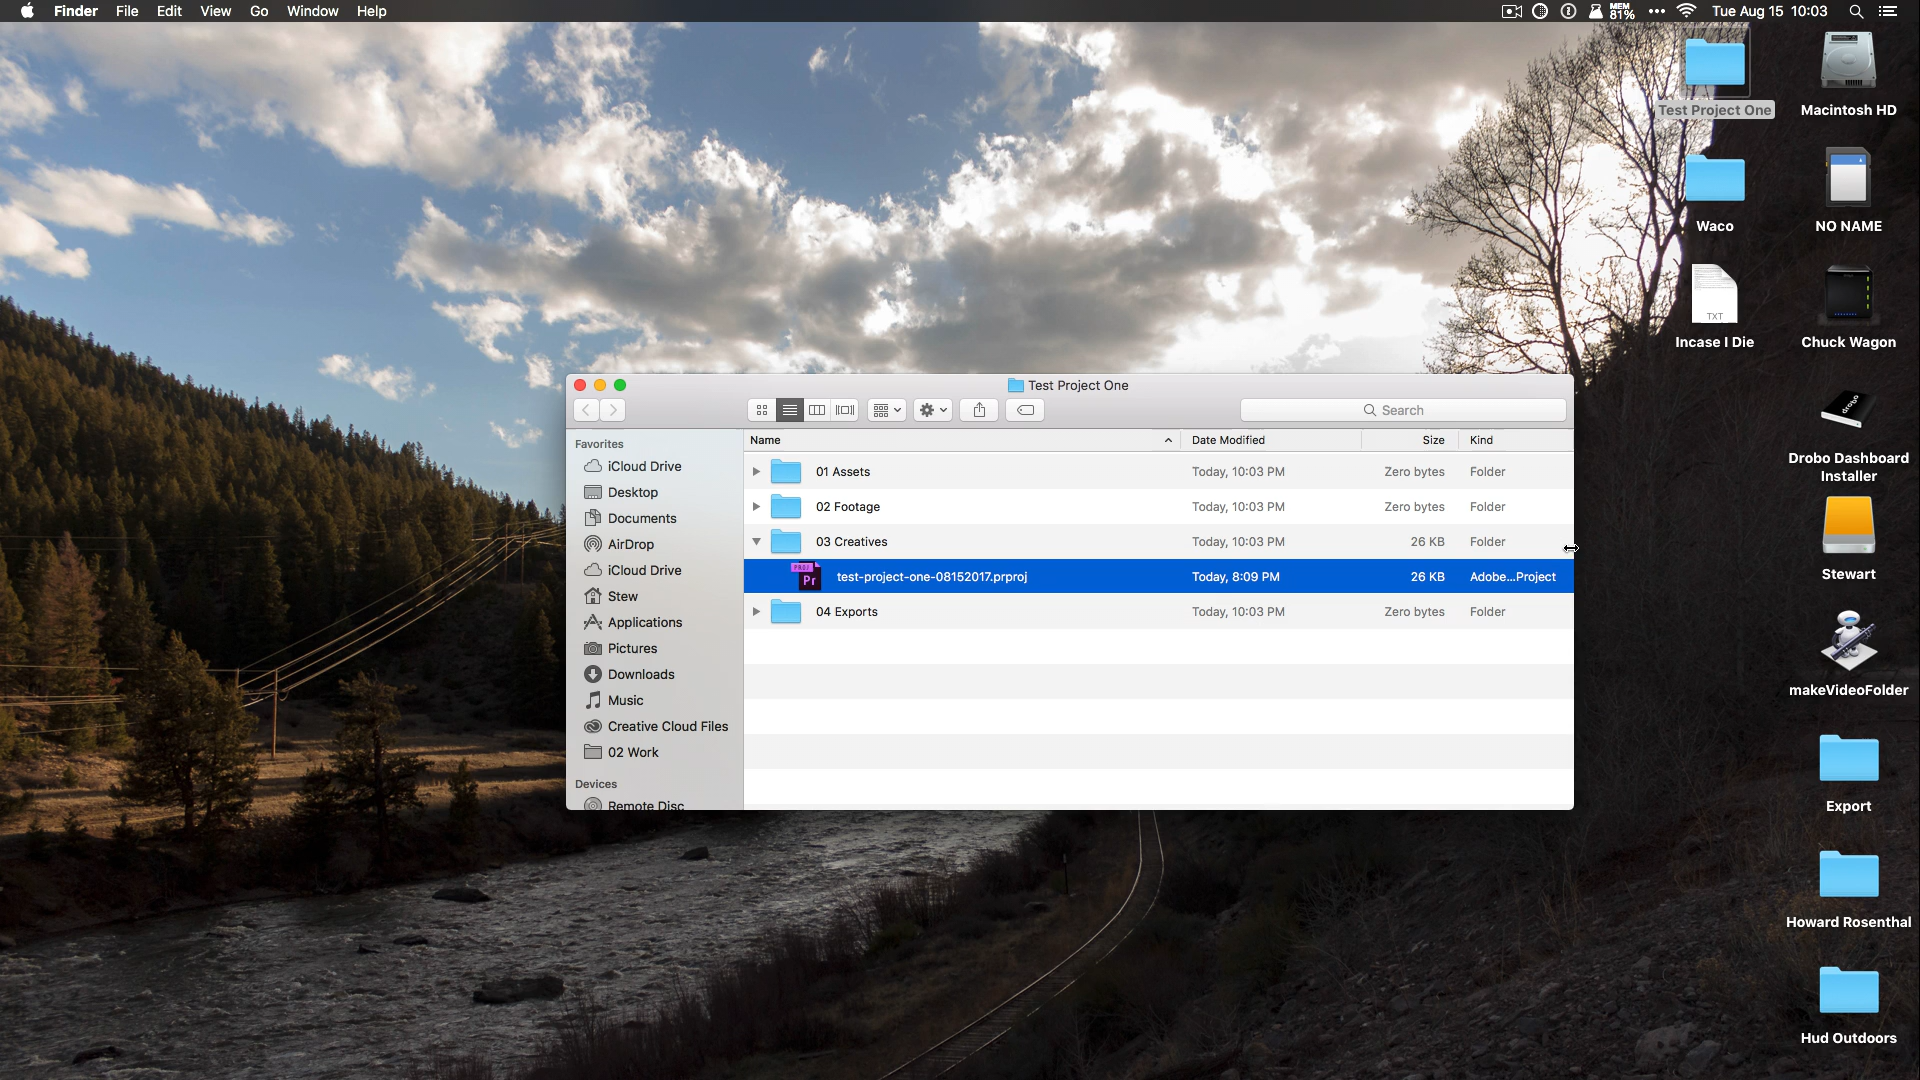 Finder File Edit View Go Window Help
MEM
81%
Tue Aug 15 10:03
Test Project One
Macintosh HD
Waco
NO NAME
TXT
Incase I Die
Chuck Wagon
drobo
Drobo Dashboard
Installer
Stewart
makeVideoFolder
Export
Howard Rosenthal
Hud Outdoors
Test Project One
Search
Favorites
iCloud Drive
Desktop
Documents
AirDrop
iCloud Drive
Stew
Applications
Pictures
Downloads
Music
Creative Cloud Files
02 Work
Devices
Remote Disc
Name Date Modified Size Kind
01 Assets Today, 10:03 PM Zero bytes Folder
02 Footage Today, 10:03 PM Zero bytes Folder
03 Creatives Today, 10:03 PM 26 KB Folder
PROJ
Pr
test-project-one-08152017.prproj Today, 8:09 PM 26 KB Adobe...Project
04 Exports Today, 10:03 PM Zero bytes Folder